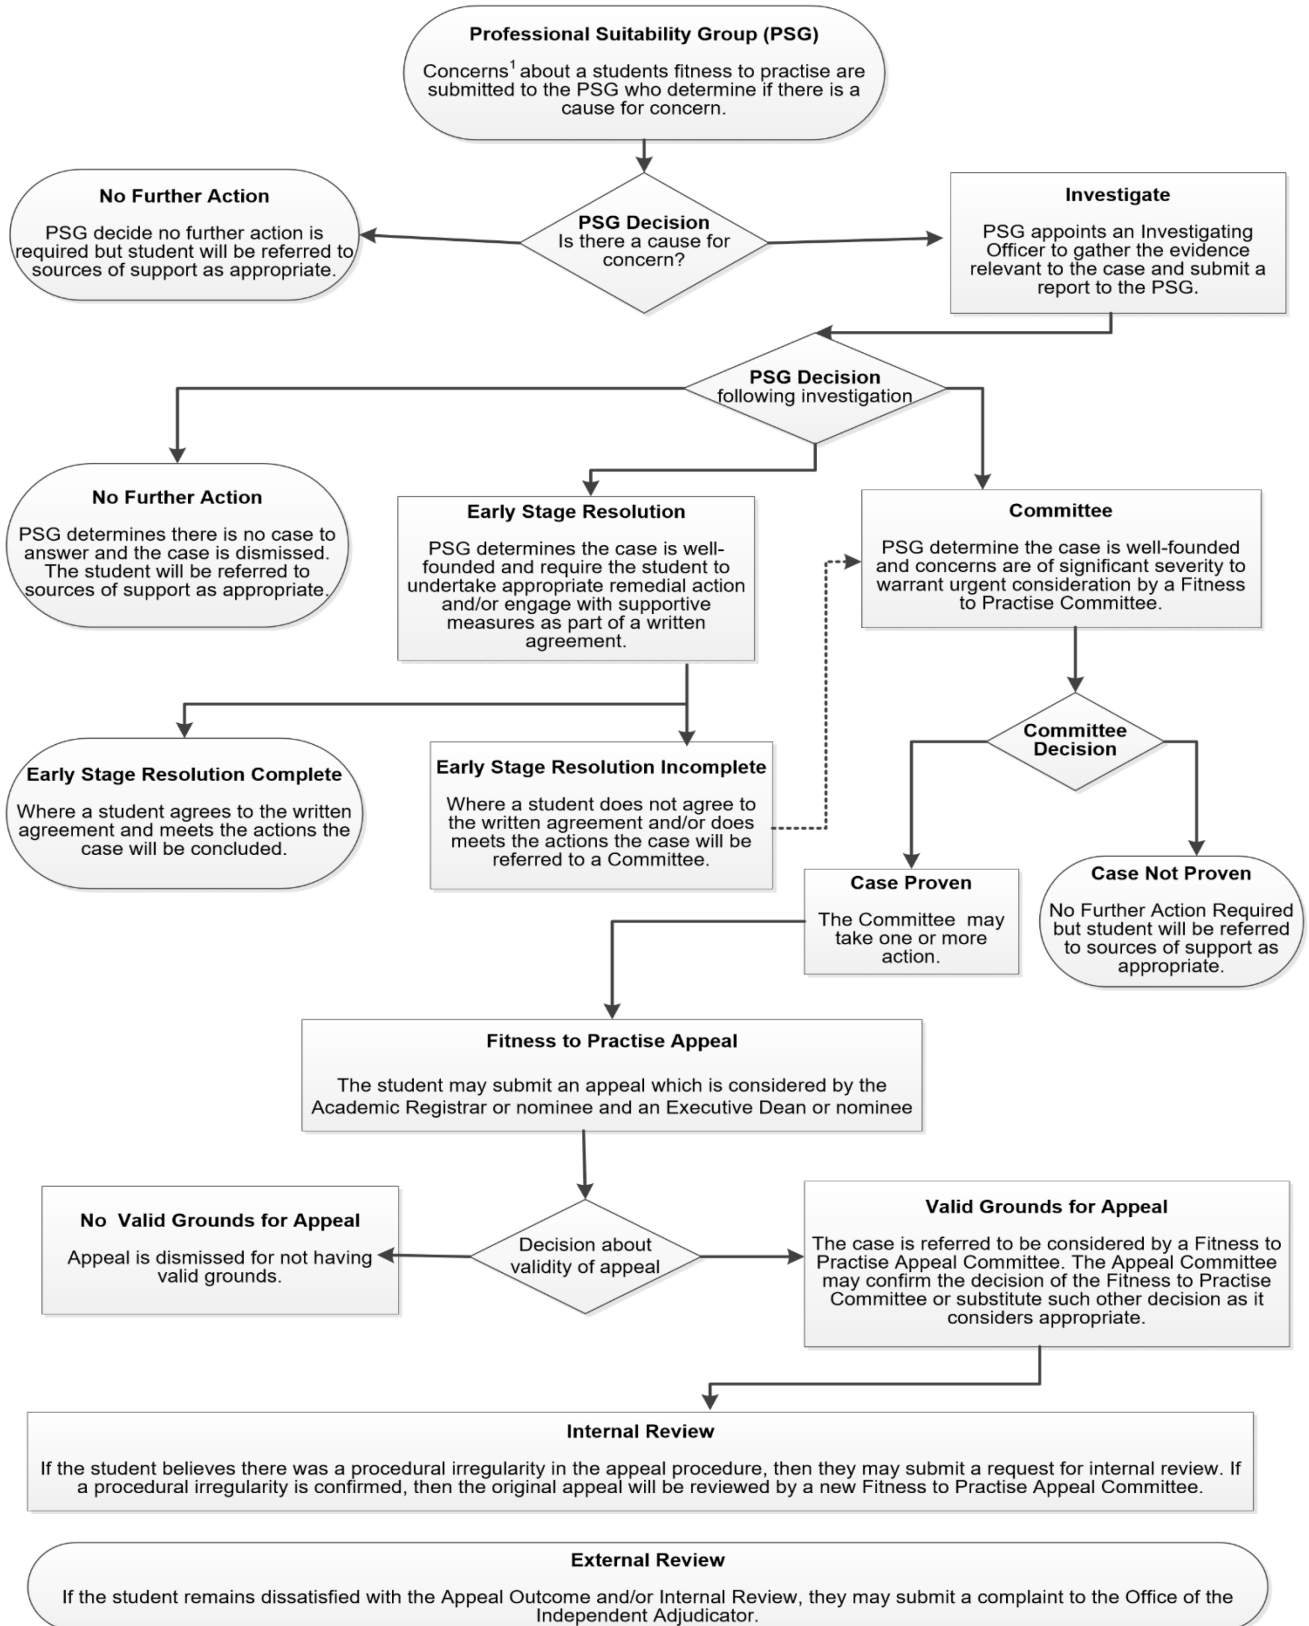 Professional Suitability Group (PSG)
Concerns¹ about a students fitness to practise are
submitted to the PSG who determine if there is a
cause for concern.
No Further Action
PSG decide no further action is
required but student will be referred to
sources of support as appropriate.
PSG Decision
Is there a cause for
concern?
Investigate
PSG appoints an Investigating
Officer to gather the evidence
relevant to the case and submit a
report to the PSG.
PSG Decision
following investigation
No Further Action
PSG determines there is no case to
answer and the case is dismissed.
The student will be referred to
sources of support as appropriate.
Early Stage Resolution
PSG determines the case is well-
founded and require the student to
undertake appropriate remedial action
and/or engage with supportive
measures as part of a written
agreement.
Committee
PSG determine the case is well-founded
and concerns are of significant severity to
warrant urgent consideration by a Fitness
to Practise Committee.
Early Stage Resolution Complete
Where a student agrees to the written
agreement and meets the actions the
case will be concluded.
Early Stage Resolution Incomplete
Where a student does not agree to
the written agreement and/or does
meets the actions the case will be
referred to a Committee.
Committee
Decision
Case Proven
The Committee  may
take one or more
action.
Case Not Proven
No Further Action Required
but student will be referred
to sources of support as
appropriate.
Fitness to Practise Appeal
The student may submit an appeal which is considered by the
Academic Registrar or nominee and an Executive Dean or nominee
No  Valid Grounds for Appeal
Appeal is dismissed for not having
valid grounds.
Decision about
validity of appeal
Valid Grounds for Appeal
The case is referred to be considered by a Fitness to
Practise Appeal Committee. The Appeal Committee
may confirm the decision of the Fitness to Practise
Committee or substitute such other decision as it
considers appropriate.
Internal Review
If the student believes there was a procedural irregularity in the appeal procedure, then they may submit a request for internal review. If
a procedural irregularity is confirmed, then the original appeal will be reviewed by a new Fitness to Practise Appeal Committee.
External Review
If the student remains dissatisfied with the Appeal Outcome and/or Internal Review, they may submit a complaint to the Office of the
Independent Adjudicator.